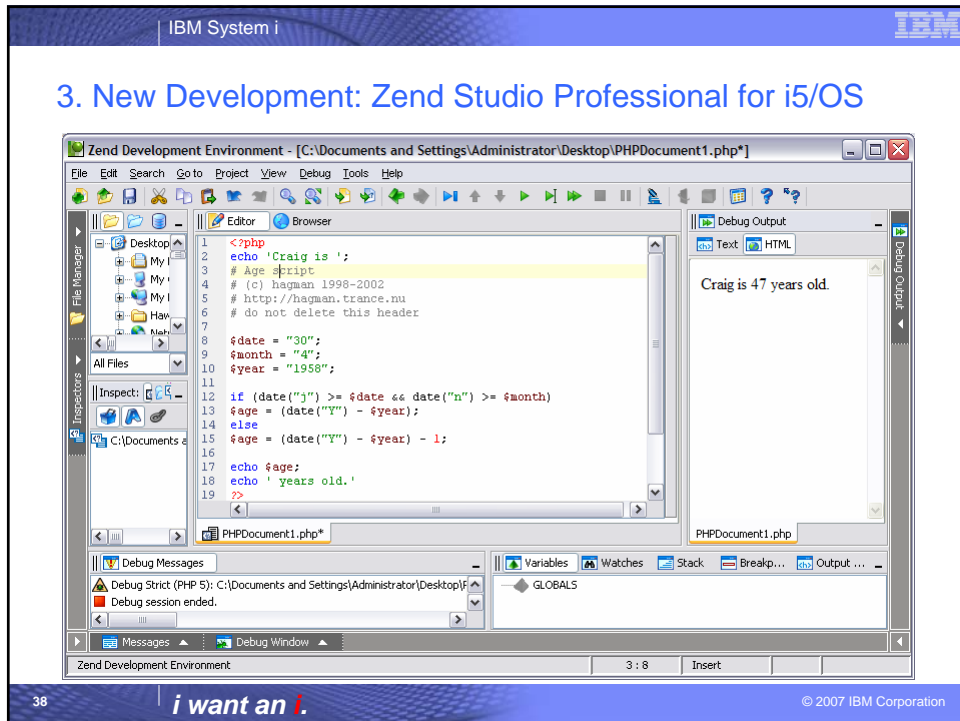 IBM System i
IBM
3. New Development: Zend Studio Professional for i5/OS
Zend Development Environment - [C:\Documents and Settings\Administrator\Desktop\PHPDocument1.php*]
File Edit Search Go to Project View Debug Tools Help
Editor Browser
Debug Output
Text HTML
File Manager
Desktop
My
My
My
Haw
Net
All Files
Inspectors
Inspect:
C:\Documents a
1 <?php
2 echo 'Craig is ';
3 # Age script
4 # (c) hagman 1998-2002
5 # http://hagman.trance.nu
6 # do not delete this header
7
8 $date = "30";
9 $month = "4";
10 $year = "1958";
11
12 if (date("j") >= $date && date("n") >= $month)
13 $age = (date("Y") - $year);
14 else
15 $age = (date("Y") - $year) - 1;
16
17 echo $age;
18 echo ' years old.'
19 ?>
PHPDocument1.php*
Craig is 47 years old.
PHPDocument1.php
Debug Output
Debug Messages
Debug Strict (PHP 5): C:\Documents and Settings\Administrator\Desktop\
Debug session ended.
Variables Watches Stack Breakp... Output ...
GLOBALS
Messages Debug Window
Zend Development Environment 3 : 8 Insert
38 i want an i. © 2007 IBM Corporation